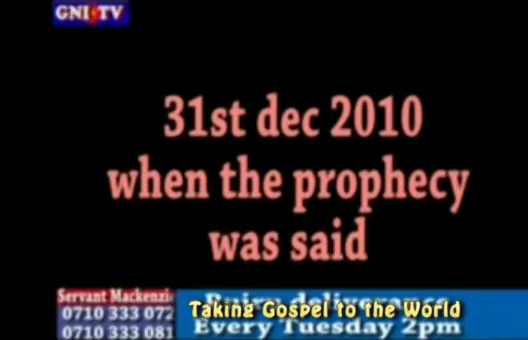 GNI TV
31st dec 2010
when the prophecy
was said
Servant Mackenzie
0710 333 072
0710 333 081
Taking Gospel to the World
Every Tuesday 2pm